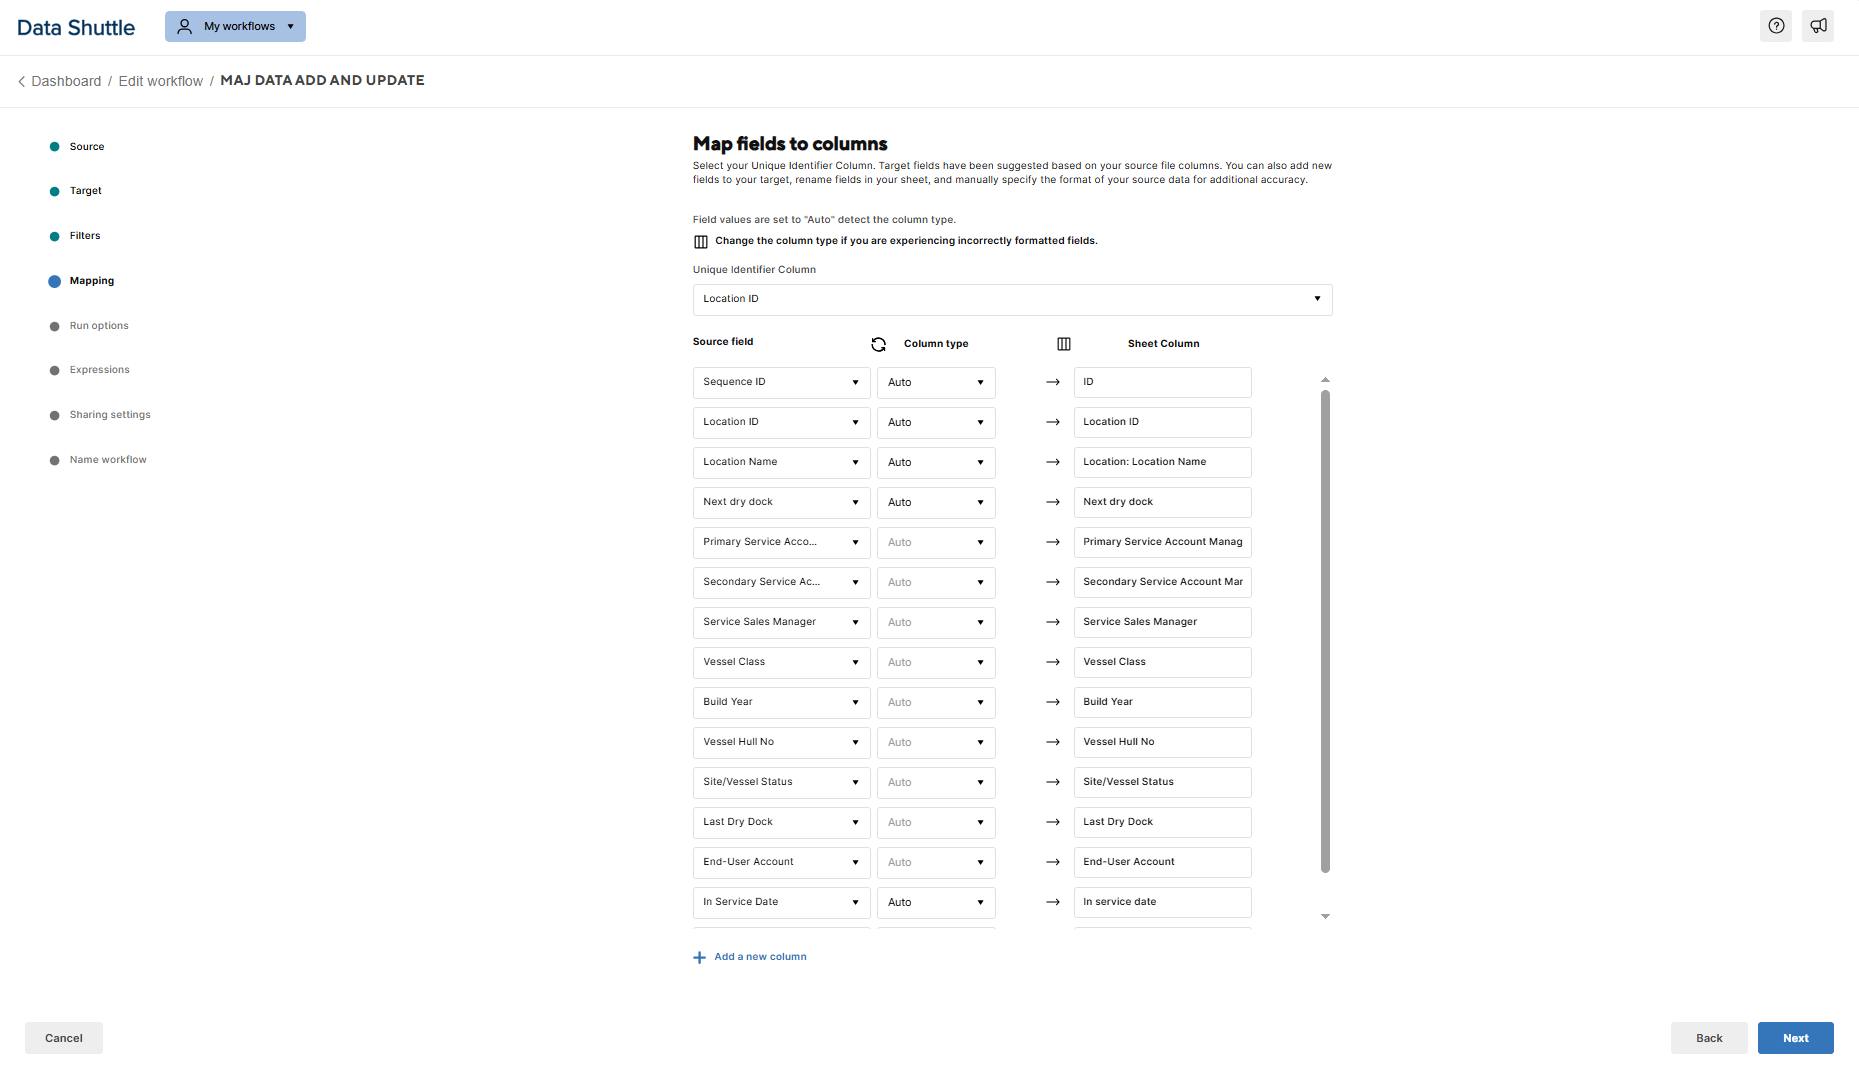 Data Shuttle
My workflows
Dashboard / Edit workflow / MAJ DATA ADD AND UPDATE
Source
Target
Filters
Mapping
Run options
Expressions
Sharing settings
Name workflow
Map fields to columns
Select your Unique Identifier Column. Target fields have been suggested based on your source file columns. You can also add new
fields to your target, rename fields in your sheet, and manually specify the format of your source data for additional accuracy.
Field values are set to "Auto" detect the column type.
Change the column type if you are experiencing incorrectly formatted fields.
Unique Identifier Column
Location ID
Source field Column type Sheet Column
Sequence ID Auto → ID
Location ID Auto → Location ID
Location Name Auto → Location: Location Name
Next dry dock Auto → Next dry dock
Primary Service Acco... Auto → Primary Service Account Manag
Secondary Service Ac... Auto → Secondary Service Account Mar
Service Sales Manager Auto → Service Sales Manager
Vessel Class Auto → Vessel Class
Build Year Auto → Build Year
Vessel Hull No Auto → Vessel Hull No
Site/Vessel Status Auto → Site/Vessel Status
Last Dry Dock Auto → Last Dry Dock
End-User Account Auto → End-User Account
In Service Date Auto → In service date
+ Add a new column
Cancel Back Next